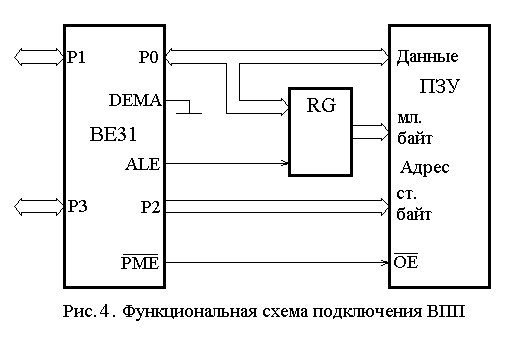 P1
P0
Данные
ПЗУ
DEMA
RG
BE31
мл.
байт
ALE
Адрес
ст.
байт
P3
P2
PME
OE
Рис.4. Функциональная схема подключения ВПП